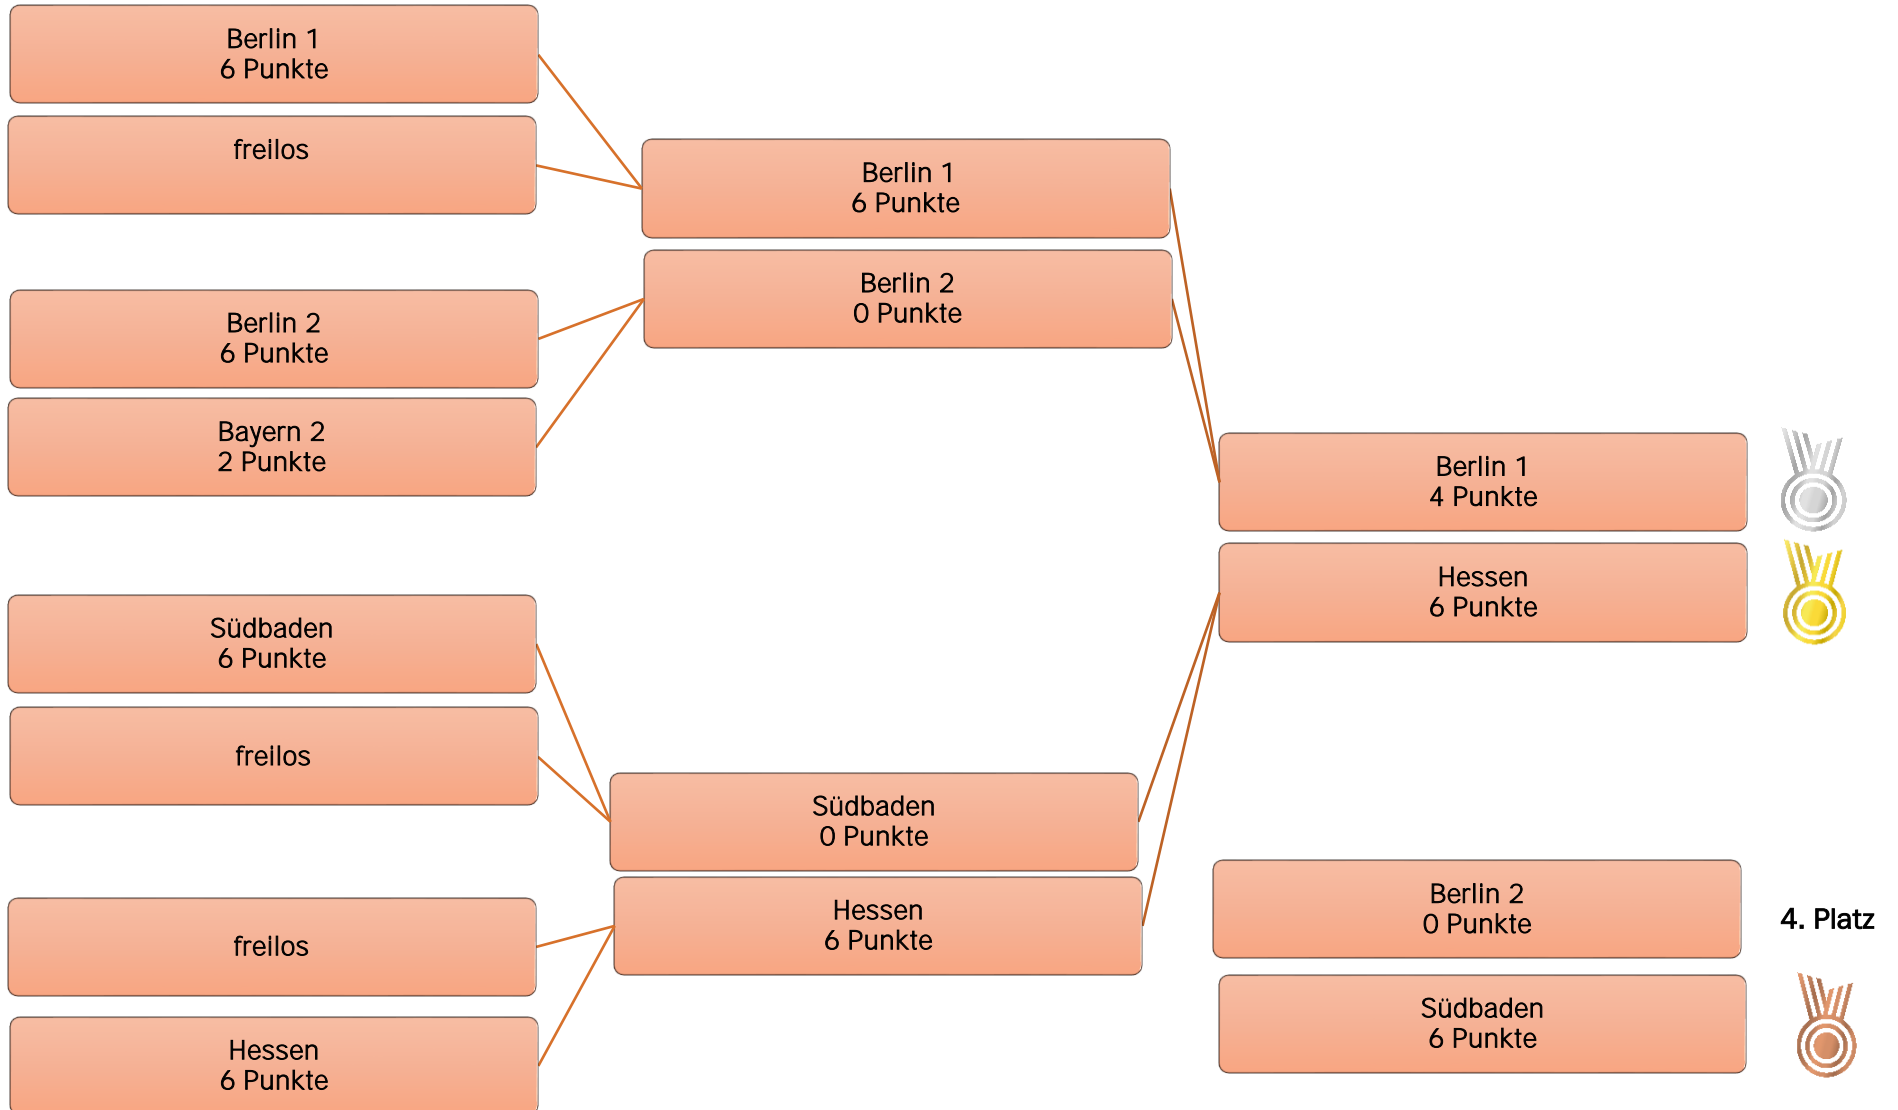 Berlin 1
6 Punkte
freilos
Berlin 2
6 Punkte
Bayern 2
2 Punkte
Südbaden
6 Punkte
freilos
freilos
Hessen
6 Punkte
Berlin 1
6 Punkte
Berlin 2
0 Punkte
Südbaden
0 Punkte
Hessen
6 Punkte
Berlin 1
4 Punkte
Hessen
6 Punkte
Berlin 2
0 Punkte
4. Platz
Südbaden
6 Punkte